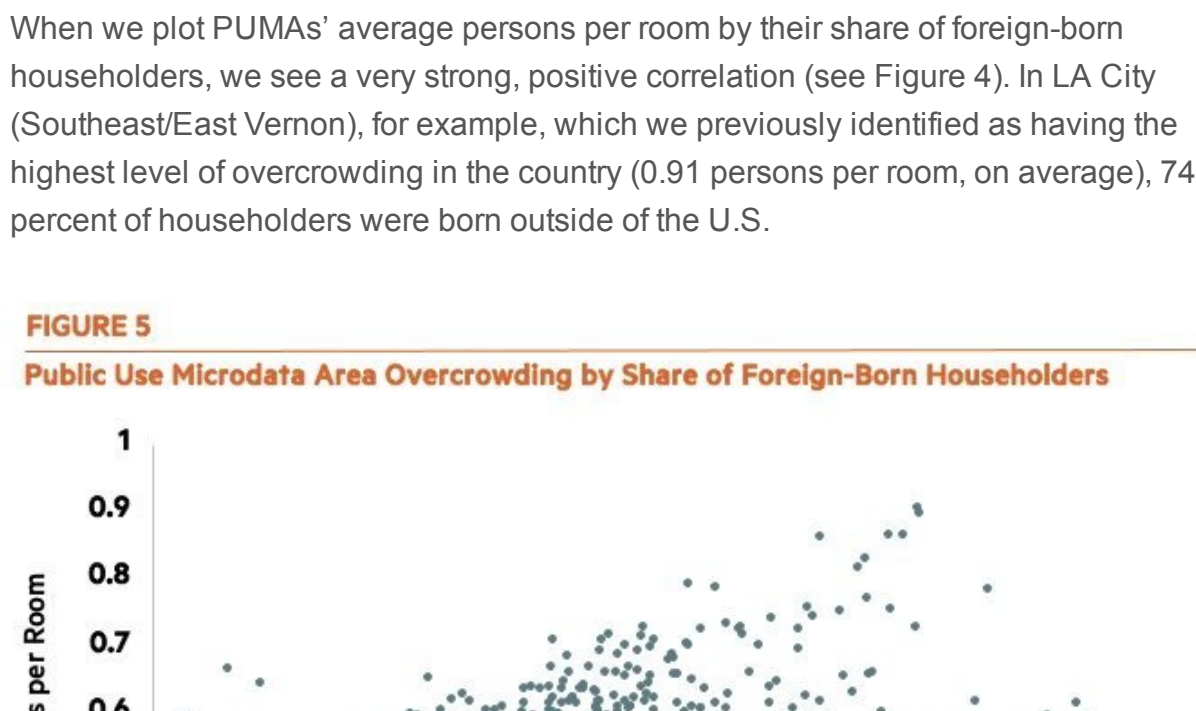 When we plot PUMAs’ average persons per room by their share of foreign-born
householders, we see a very strong, positive correlation (see Figure 4). In LA City
(Southeast/East Vernon), for example, which we previously identified as having the
highest level of overcrowding in the country (0.91 persons per room, on average), 74
percent of householders were born outside of the U.S.
FIGURE 5
Public Use Microdata Area Overcrowding by Share of Foreign-Born Householders
1
0.9
0.8
0.7
0.6
per Room